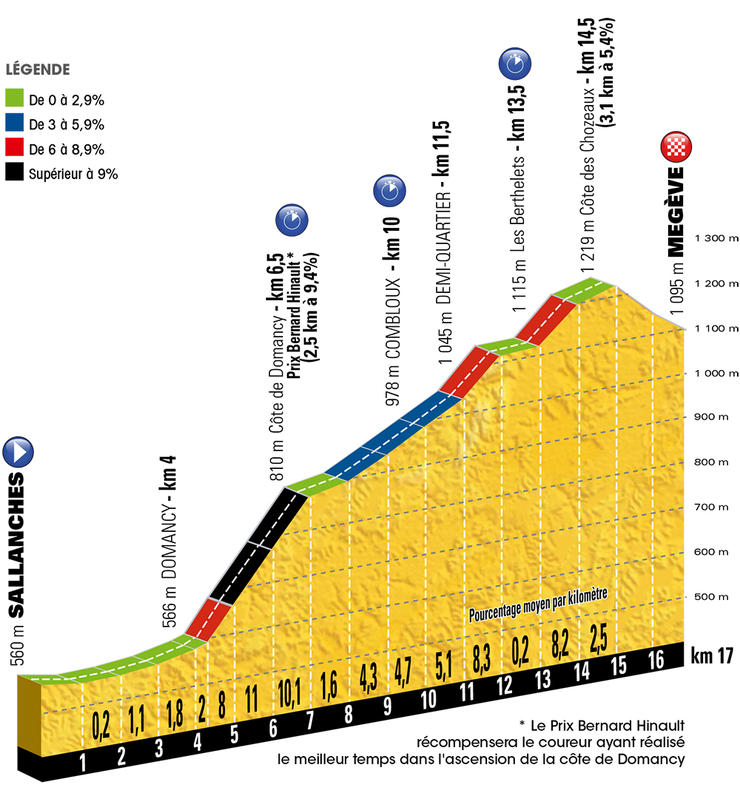 LÉGENDE
De 0 à 2,9%
De 3 à 5,9%
De 6 à 8,9%
Supérieur à 9%
560 m SALLANCHES
566 m DOMANCY - km 4
810 m Côte de Domancy - km 6,5
Prix Bernard Hinault *
(2,5 km à 9,4%)
978 m COMBLOUX - km 10
1 045 m DEMI-QUARTIER - km 11,5
1 115 m Les Berthelets - km 13,5
1 219 m Côte des Chozeaux - km 14,5
(3,1 km à 5,4%)
1 095 m MEGÈVE
1 300 m
1 200 m
1 100 m
1 000 m
900 m
800 m
700 m
600 m
500 m
Pourcentage moyen par kilomètre
0,2 1,1 1,8 2 8 11 10,1 1,6 4,3 4,7 5,1 8,3 0,2 8,2 2,5
1 2 3 4 5 6 7 8 9 10 11 12 13 14 15 16 km 17
* Le Prix Bernard Hinault
récompensera le coureur ayant réalisé
le meilleur temps dans l'ascension de la côte de Domancy